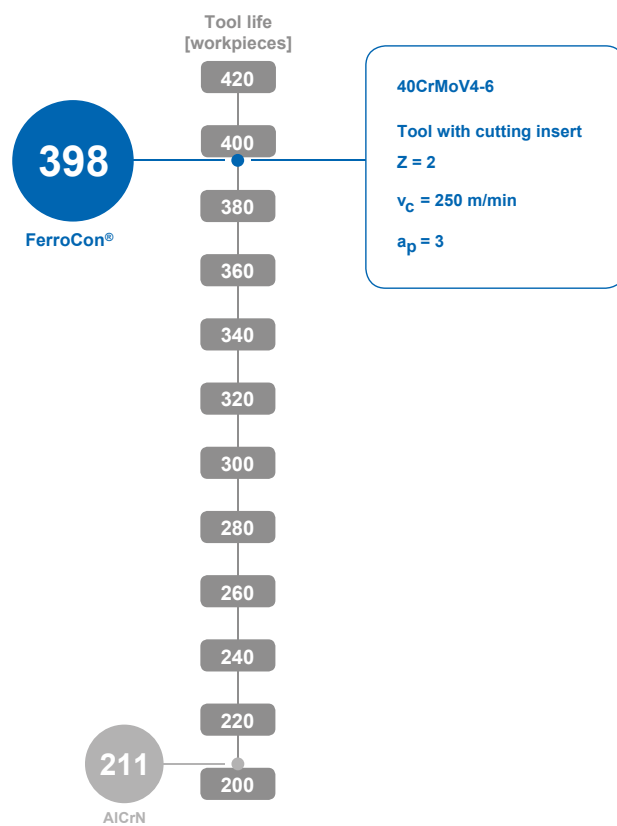 Tool life
[workpieces]
420
400
398
FerroCon®
380
360
340
320
300
280
260
240
220
211
AlCrN
200
40CrMoV4-6
Tool with cutting insert
Z = 2
vc = 250 m/min
ap = 3